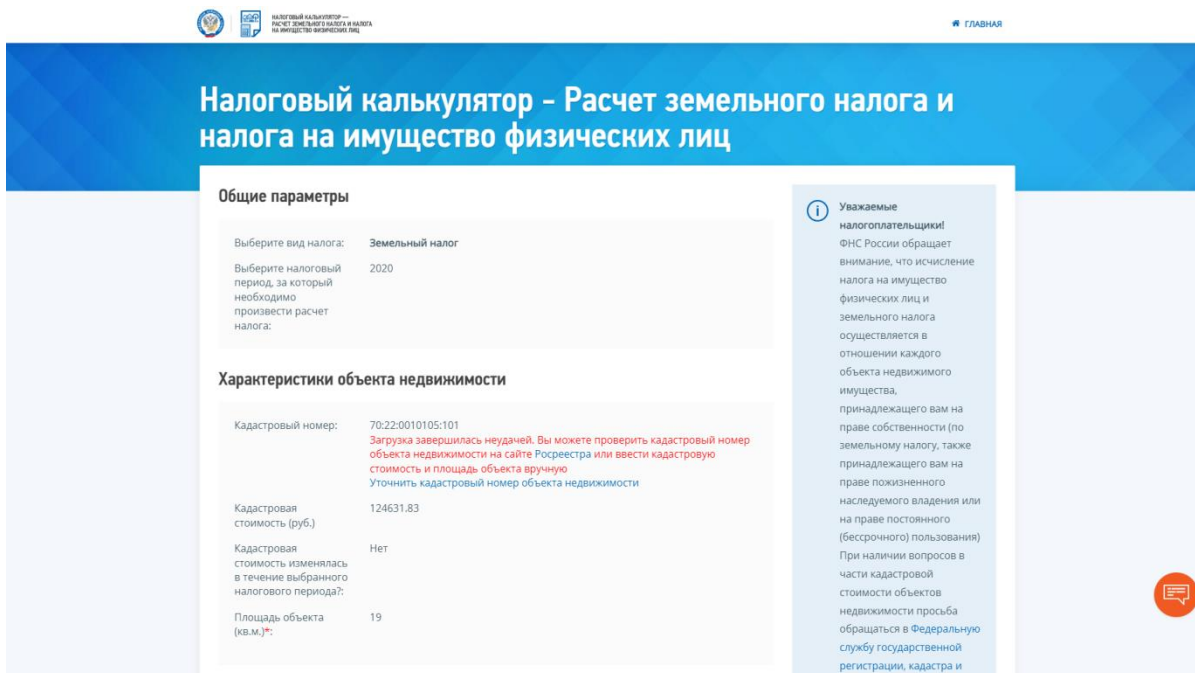 НАЛОГОВЫЙ КАЛЬКУЛЯТОР —
РАСЧЕТ ЗЕМЕЛЬНОГО НАЛОГА И НАЛОГА
НА ИМУЩЕСТВО ФИЗИЧЕСКИХ ЛИЦ
ГЛАВНАЯ
Налоговый калькулятор – Расчет земельного налога и
налога на имущество физических лиц
Общие параметры
Выберите вид налога: Земельный налог
Выберите налоговый 2020
период, за который
необходимо
произвести расчет
налога:
Характеристики объекта недвижимости
Кадастровый номер: 70:22:0010105:101
Загрузка завершилась неудачей. Вы можете проверить кадастровый номер
объекта недвижимости на сайте Росреестра или ввести кадастровую
стоимость и площадь объекта вручную
Уточнить кадастровый номер объекта недвижимости
Кадастровая 124631.83
стоимость (руб.)
Кадастровая Нет
стоимость изменялась
в течение выбранного
налогового периода?:
Площадь объекта 19
(кв.м.)*:
Уважаемые
налогоплательщики!
ФНС России обращает
внимание, что исчисление
налога на имущество
физических лиц и
земельного налога
осуществляется в
отношении каждого
объекта недвижимого
имущества,
принадлежащего вам на
праве собственности (по
земельному налогу, также
принадлежащего вам на
праве пожизненного
наследуемого владения или
на праве постоянного
(бессрочного) пользования)
При наличии вопросов в
части кадастровой
стоимости объектов
недвижимости просьба
обращаться в Федеральную
службу государственной
регистрации, кадастра и